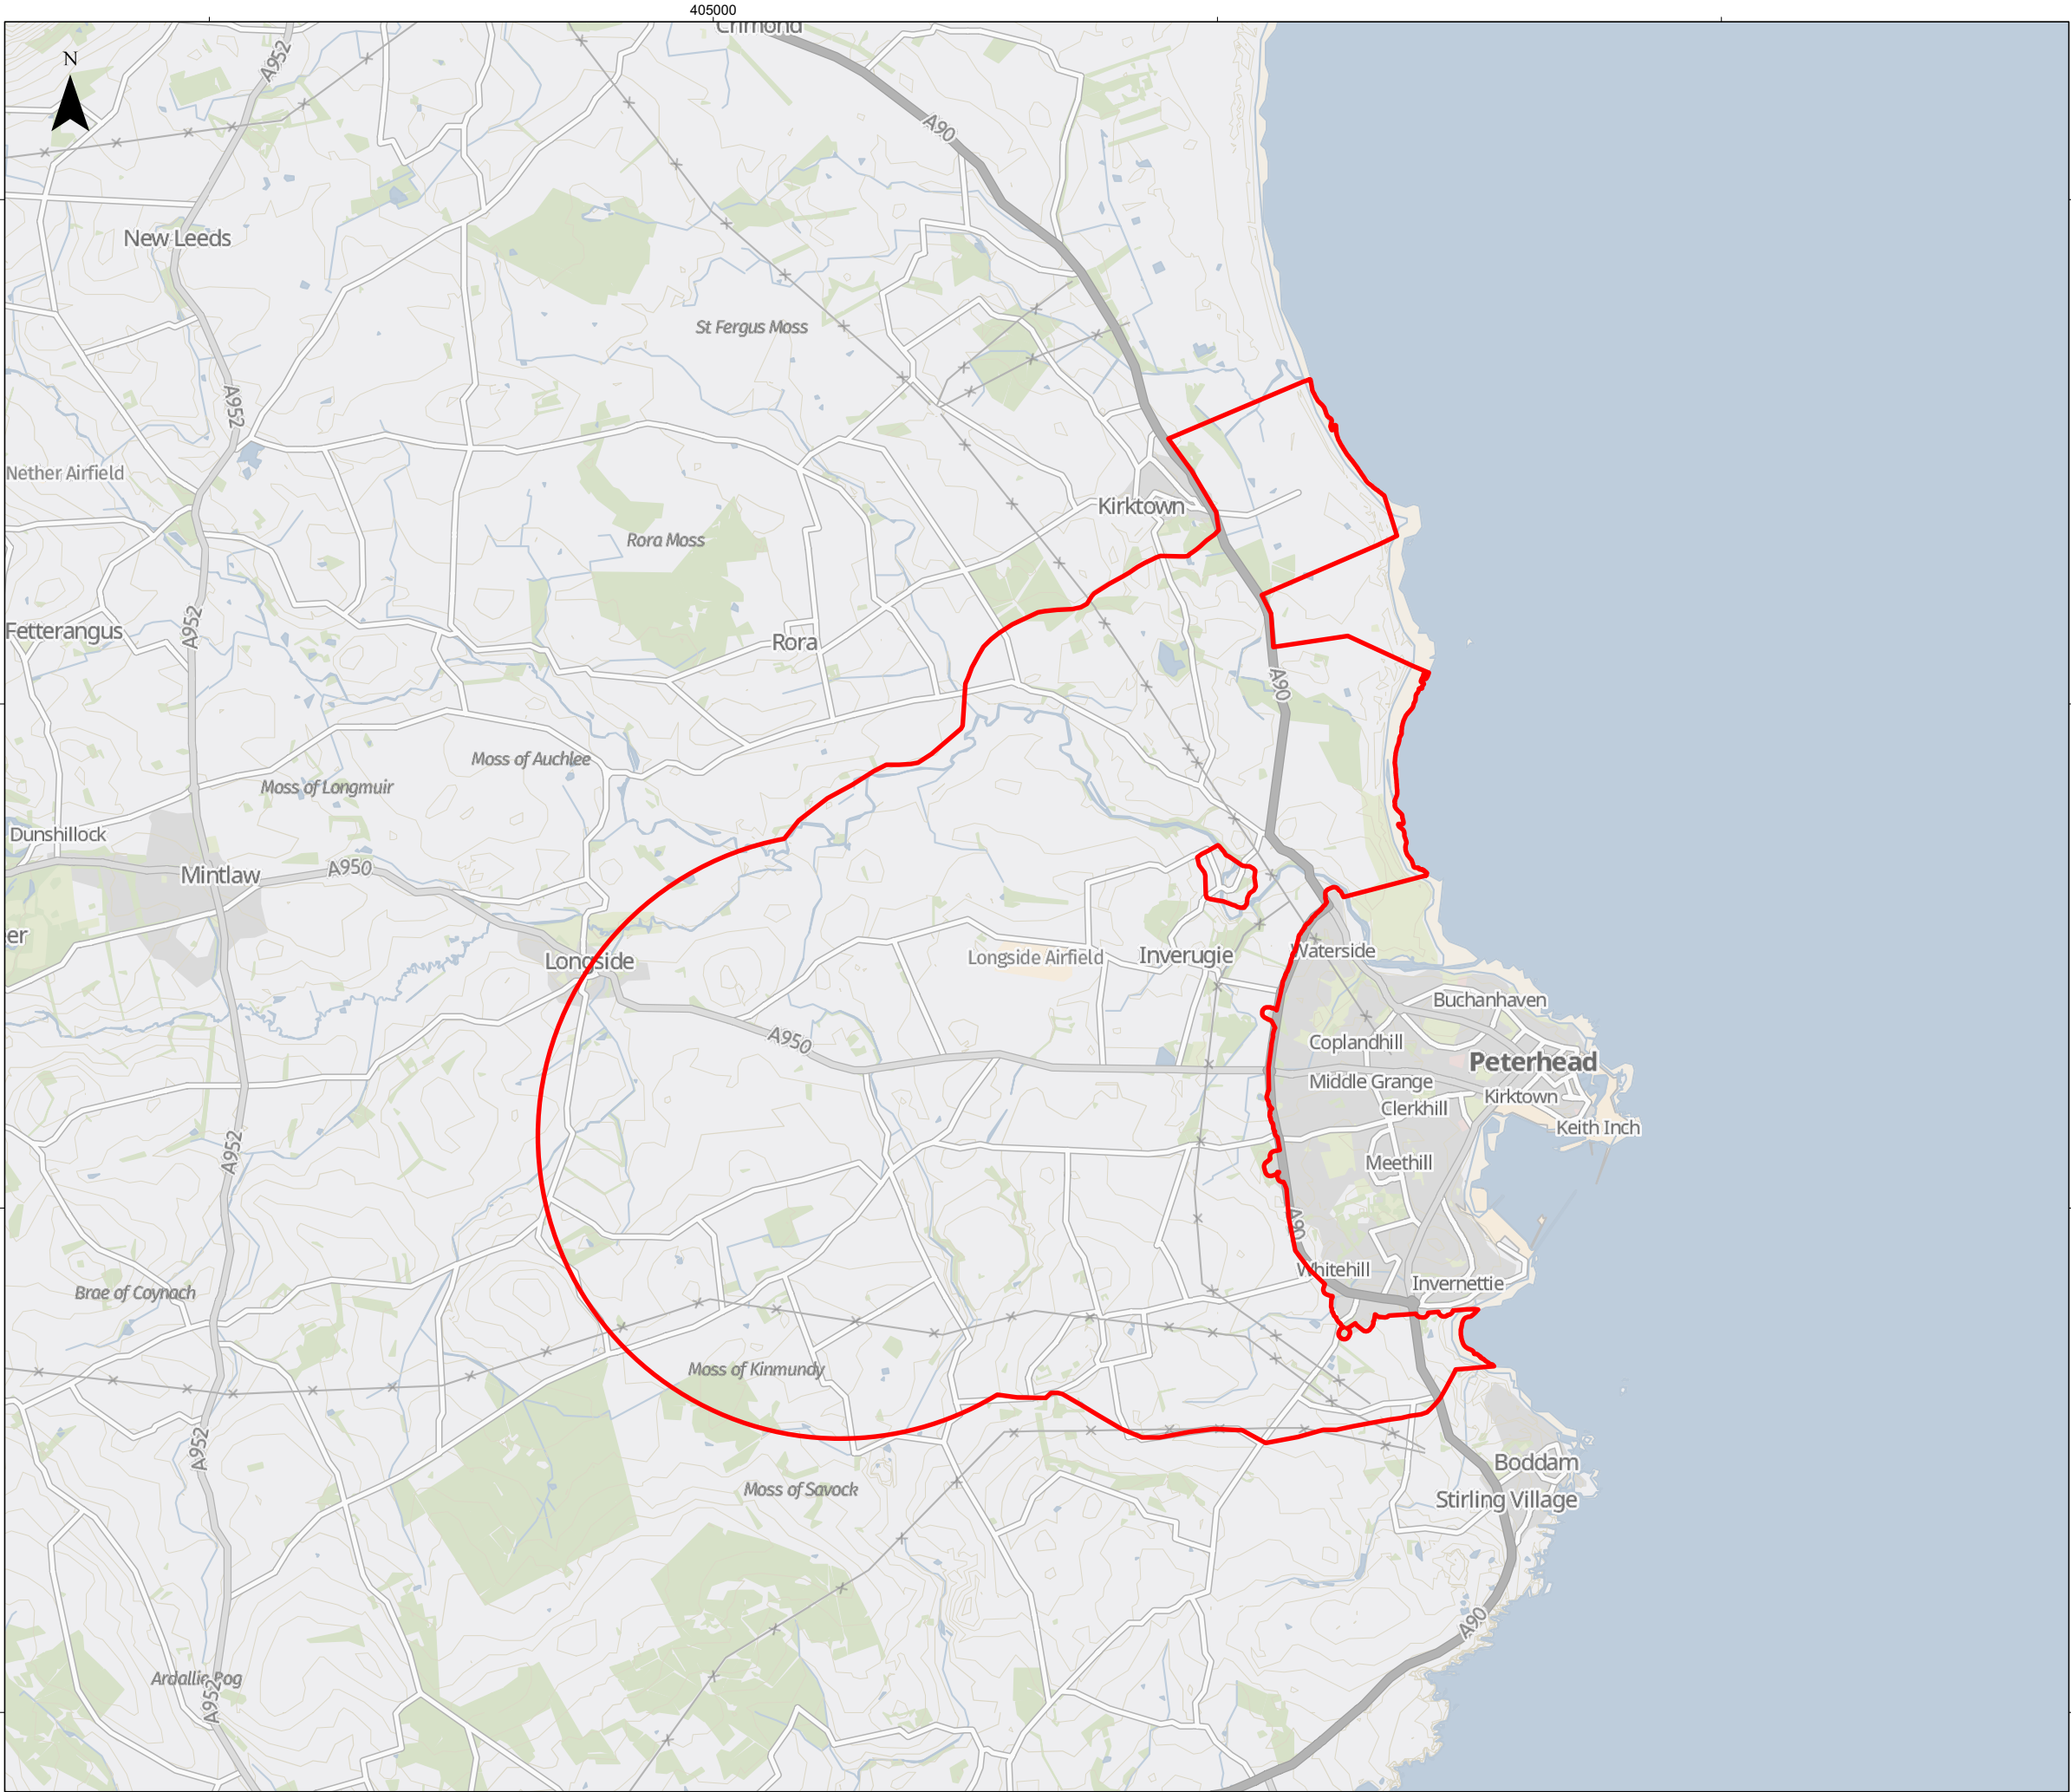 405000
Crimond
A952
N
A90
New Leeds
St Fergus Moss
A952
Nether Airfield
Kirktown
Rora Moss
A952
Fetterangus
Rora
A90
Moss of Auchlee
Moss of Longmuir
Dunshillock
Mintlaw
A950
er
Longside
Longside Airfield
Inverugie
Waterside
Buchanhaven
A950
Coplandhill
Peterhead
Middle Grange
Kirktown
Clerkhill
Keith Inch
A952
Meethill
A90
Whitehill
Invernettie
Brae of Coynach
Moss of Kinmundy
A952
Boddam
Moss of Savock
Stirling Village
A90
Ardallie Bog
A952